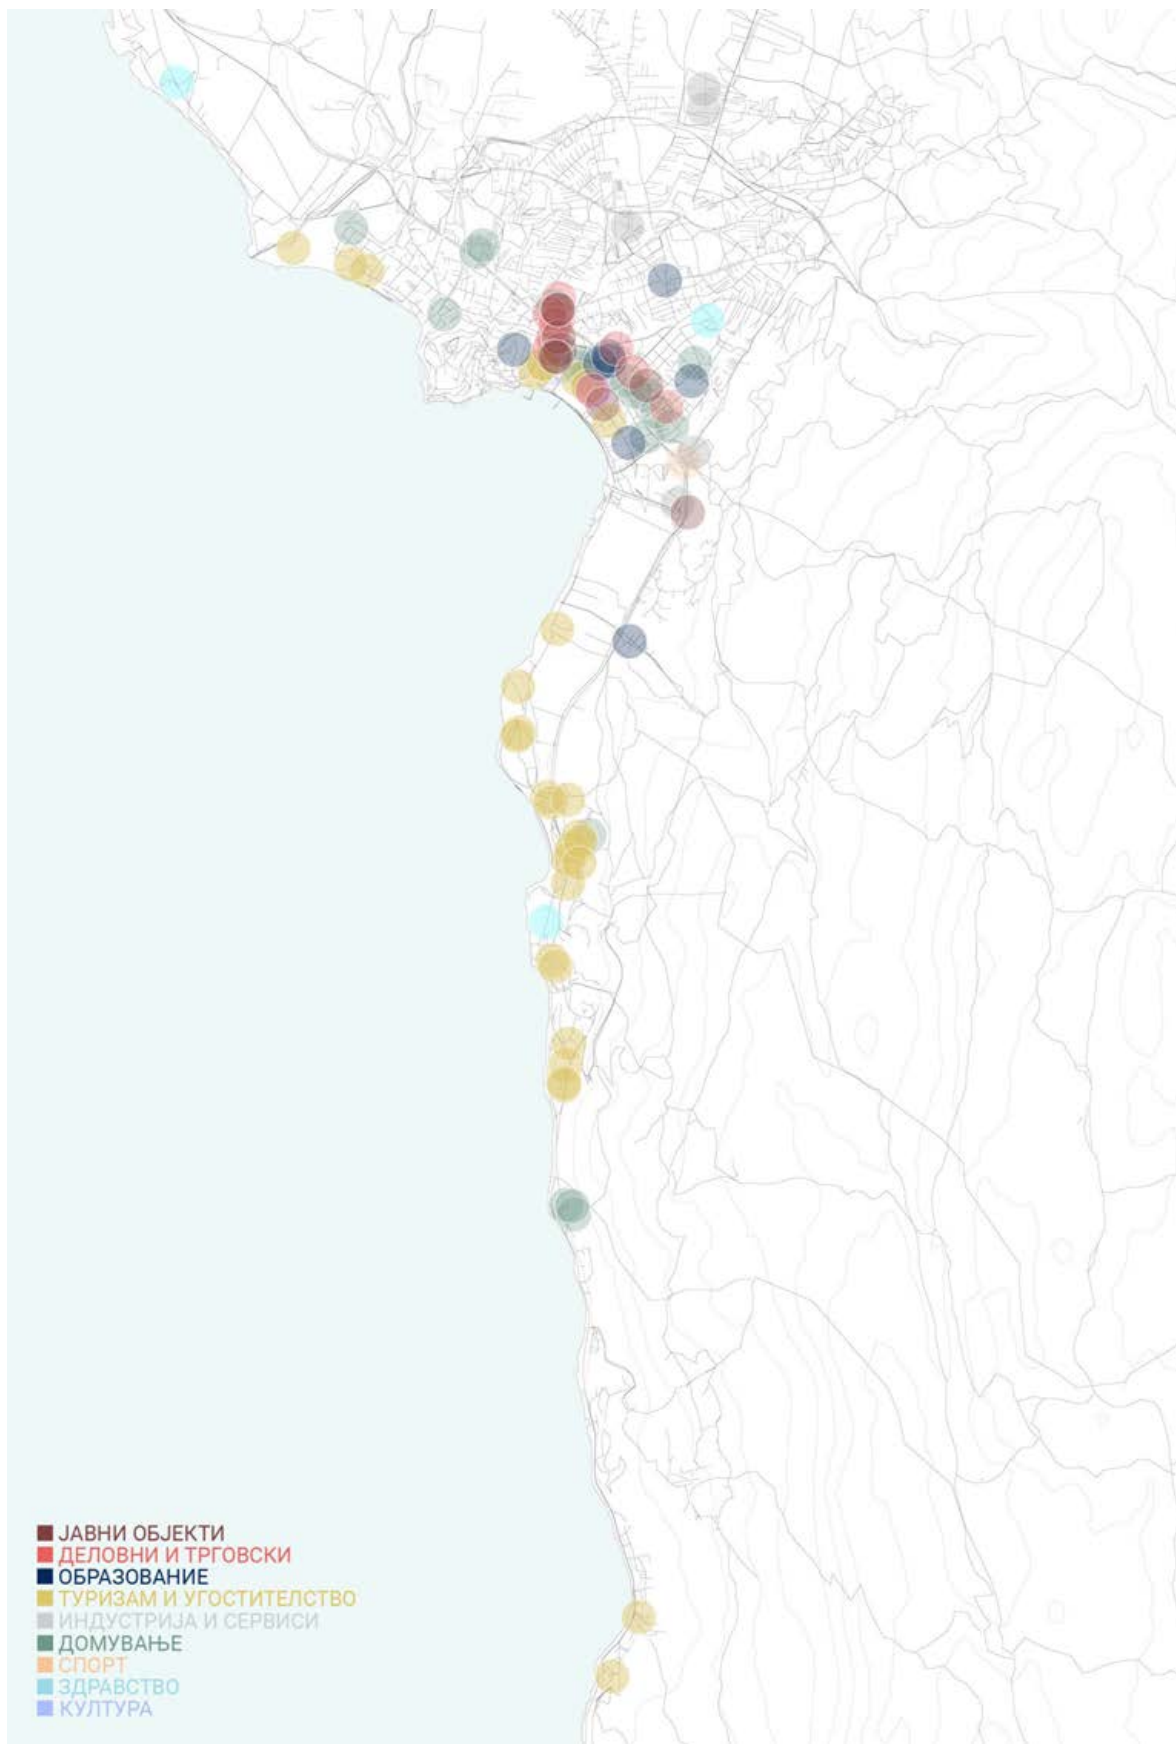 ЈАВНИ ОБЈЕКТИ
ДЕЛОВНИ И ТРГОВСКИ
ОБРАЗОВАНИЕ
ТУРИЗАМ И УГОСТИТЕЛСТВО
ИНДУСТРИЈА И СЕРВИСИ
ДОМУВАЊЕ
СПОРТ
ЗДРАВСТВО
КУЛТУРА